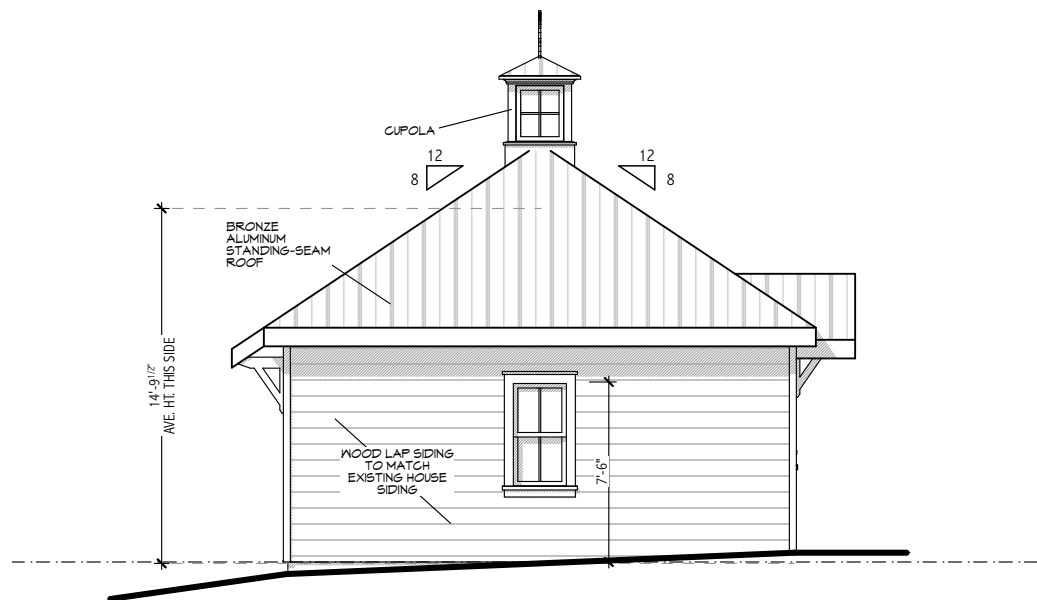 CUPOLA
12
8
12
8
BRONZE
ALUMINUM
STANDING-SEAM
ROOF
14'-9 1/2"
AVE. HT. THIS SIDE
WOOD LAP SIDING
TO MATCH
EXISTING HOUSE
SIDING
7'-6"